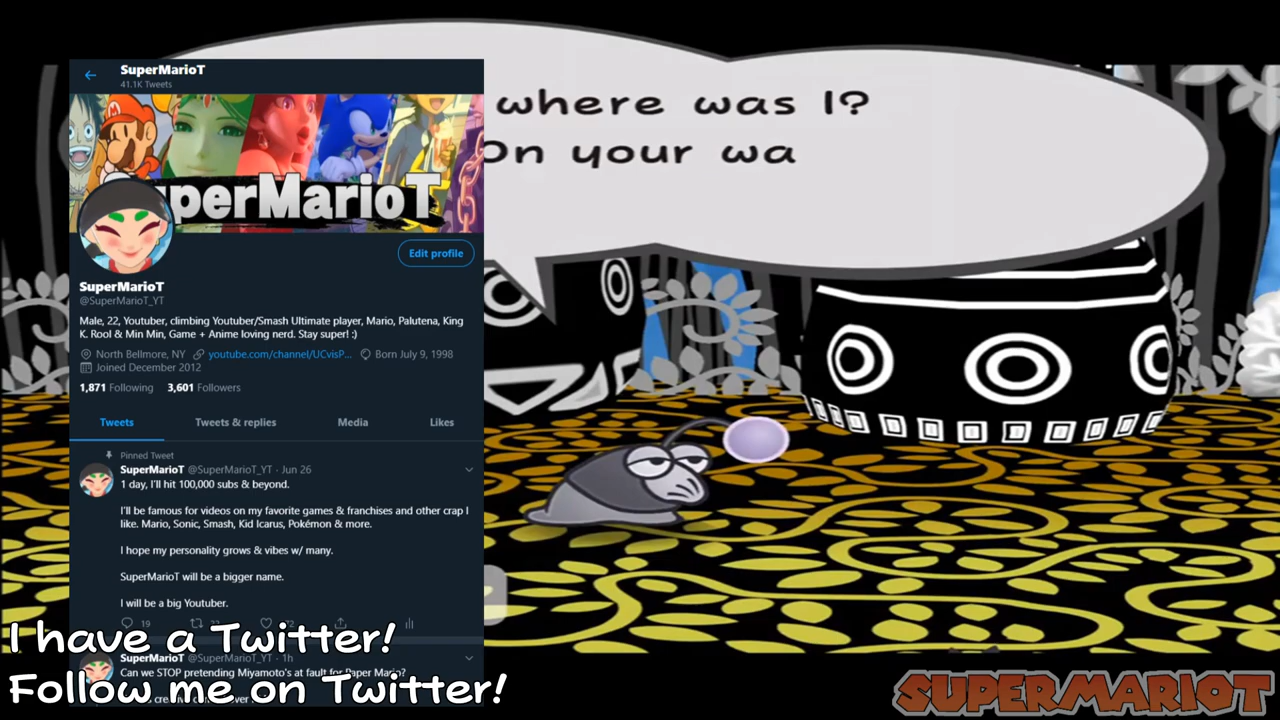 SuperMarioT
41.1K Tweets
where was I?
On your wa
SuperMarioT
Edit profile
SuperMarioT
@SuperMarioT_YT
Male, 22, Youtuber, climbing Youtuber/Smash Ultimate player, Mario, Palutena, King
K. Rool & Min Min, Game + Anime loving nerd. Stay super! :)
North Bellmore, NY youtube.com/channel/UCvisP... Born July 9, 1998
Joined December 2012
1,871 Following 3,601 Followers
Tweets Tweets & replies Media Likes
Pinned Tweet
SuperMarioT @SuperMarioT_YT · Jun 26
1 day, I'll hit 100,000 subs & beyond.
I'll be famous for videos on my favorite games & franchises and other crap I
like. Mario, Sonic, Smash, Kid Icarus, Pokémon & more.
I hope my personality grows & vibes w/ many.
SuperMarioT will be a bigger name.
I will be a big Youtuber.
19
I have a Twitter!
SuperMarioT @SuperMarioT_YT · 1h
Can we STOP pretending Miyamoto's at fault for Paper Mario?
Follow me on Twitter!
SUPERMARIOT